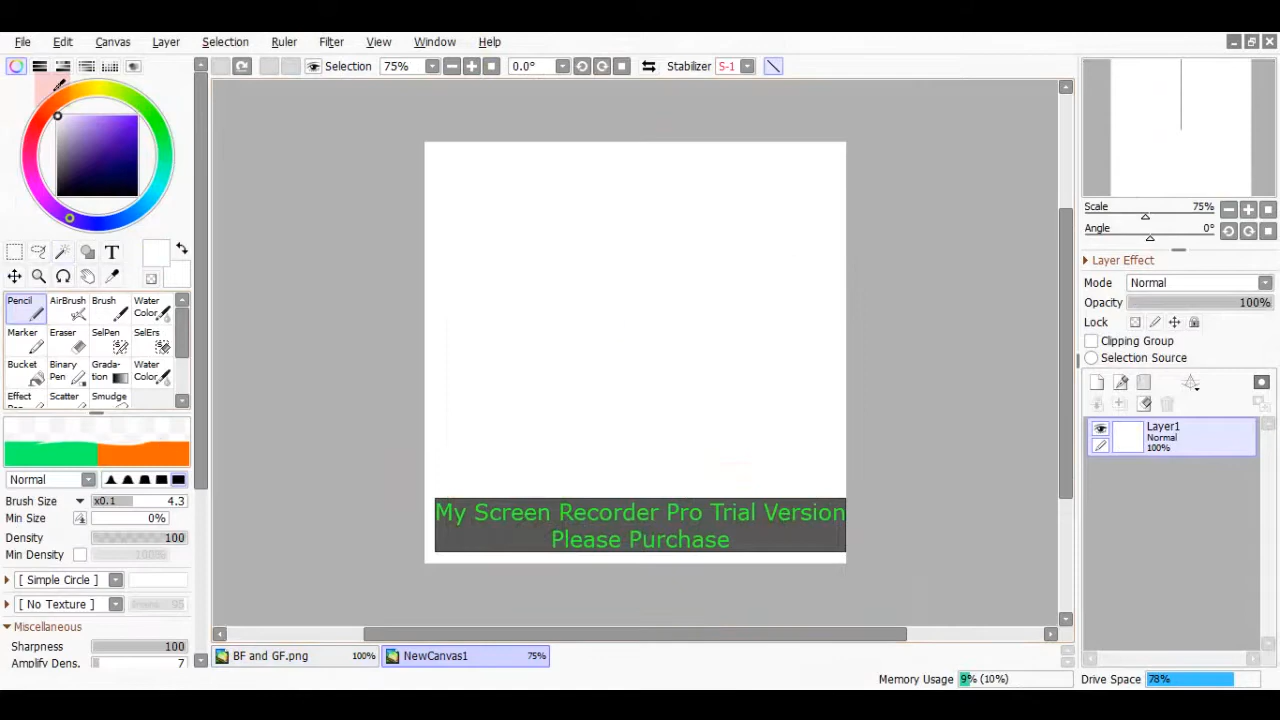 File Edit Canvas Layer Selection Ruler Filter View Window Help
Selection 75% 0.0° Stabilizer S-1
Scale 75%
Angle 0°
Layer Effect
Mode Normal
Opacity 100%
Lock
Clipping Group
Selection Source
Layer1
Normal
100%
T
Pencil AirBrush Brush Water Color
Marker Eraser SelPen SelErs
Bucket Binary Pen Grada-tion Water Color
Effect Scatter Smudge
Normal
Brush Size x0.1 4.3
Min Size 0%
Density 100
Min Density 100%
[ Simple Circle ]
[ No Texture ] 95
Miscellaneous
Sharpness 100
Amplify Dens. 7
My Screen Recorder Pro Trial Version
Please Purchase
BF and GF.png 100% NewCanvas1 75%
Memory Usage 9% (10%) Drive Space 78%